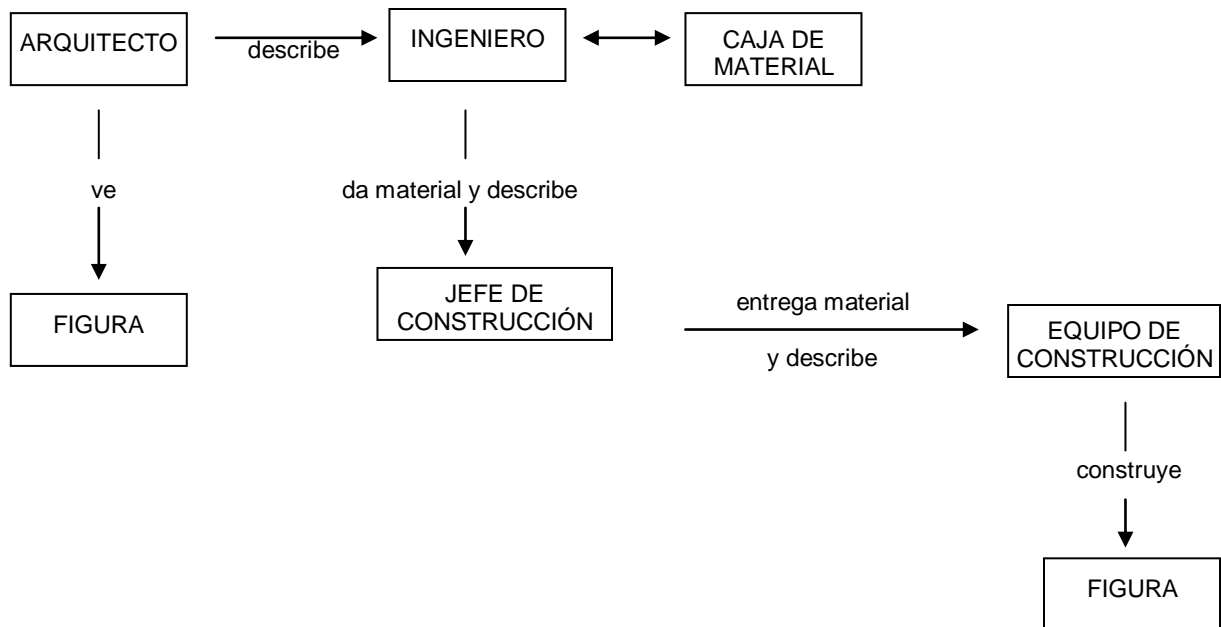 ARQUITECTO
describe
INGENIERO
CAJA DE
MATERIAL
ve
da material y describe
FIGURA
JEFE DE
CONSTRUCCIÓN
entrega material
y describe
EQUIPO DE
CONSTRUCCIÓN
construye
FIGURA